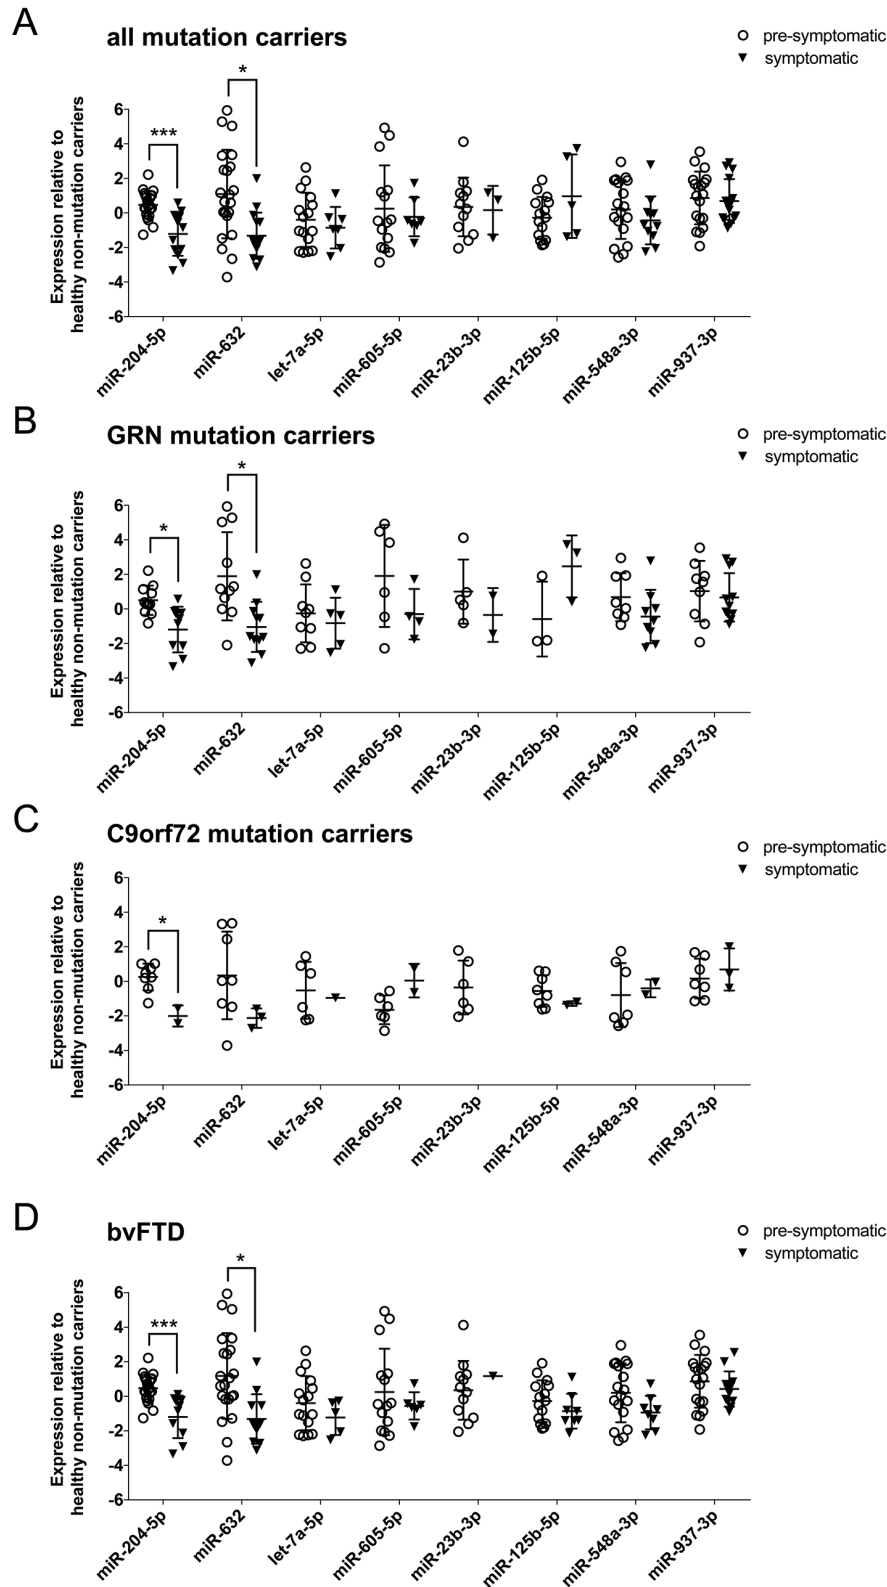 A
all mutation carriers
pre-symptomatic
symptomatic
Expression relative to
healthy non-mutation carriers
6
4
2
0
-2
-4
-6
***
*
miR-204-5p
miR-632
let-7a-5p
miR-605-5p
miR-23b-3p
miR-125b-5p
miR-548a-3p
miR-937-3p
B
GRN mutation carriers
pre-symptomatic
symptomatic
Expression relative to
healthy non-mutation carriers
6
4
2
0
-2
-4
-6
*
*
miR-204-5p
miR-632
let-7a-5p
miR-605-5p
miR-23b-3p
miR-125b-5p
miR-548a-3p
miR-937-3p
C
C9orf72 mutation carriers
pre-symptomatic
symptomatic
Expression relative to
healthy non-mutation carriers
6
4
2
0
-2
-4
-6
*
miR-204-5p
miR-632
let-7a-5p
miR-605-5p
miR-23b-3p
miR-125b-5p
miR-548a-3p
miR-937-3p
D
bvFTD
pre-symptomatic
symptomatic
Expression relative to
healthy non-mutation carriers
6
4
2
0
-2
-4
-6
***
*
miR-204-5p
miR-632
let-7a-5p
miR-605-5p
miR-23b-3p
miR-125b-5p
miR-548a-3p
miR-937-3p